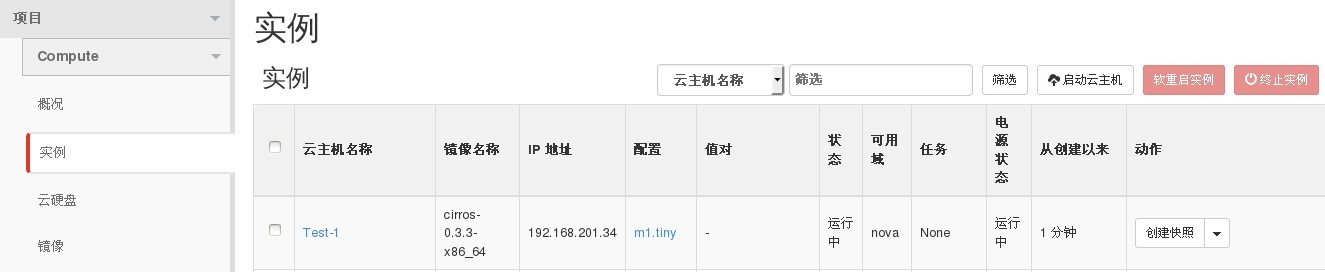 项目
Compute
概况
实例
云硬盘
镜像
实例
实例
云主机名称
筛选
筛选
启动云主机
软重启实例
终止实例
云主机名称
镜像名称
IP 地址
配置
值对
状
态
可用
域
任务
电
源
状
态
从创建以来
动作
Test-1
cirros-
0.3.3-
x86_64
192.168.201.34
m1.tiny
-
运行
中
nova
None
运行
中
1 分钟
创建快照